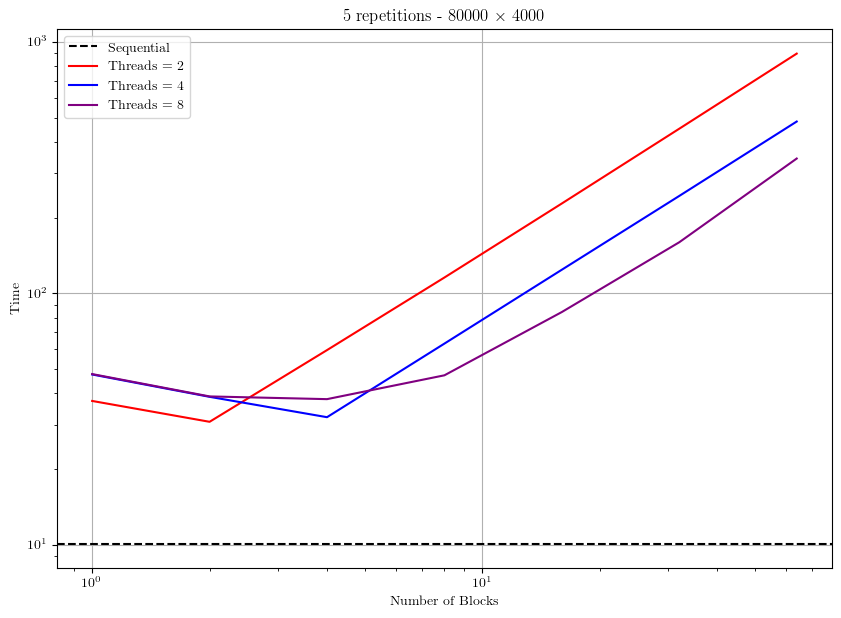 5 repetitions - 80000 × 4000
Sequential
Threads = 2
Threads = 4
Threads = 8
Time
10³
10²
10¹
10⁰
10¹
Number of Blocks